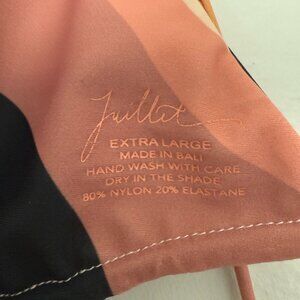 Juillet
EXTRA LARGE
MADE IN BALI
HAND WASH WITH CARE
DRY IN THE SHADE
80% NYLON 20% ELASTANE